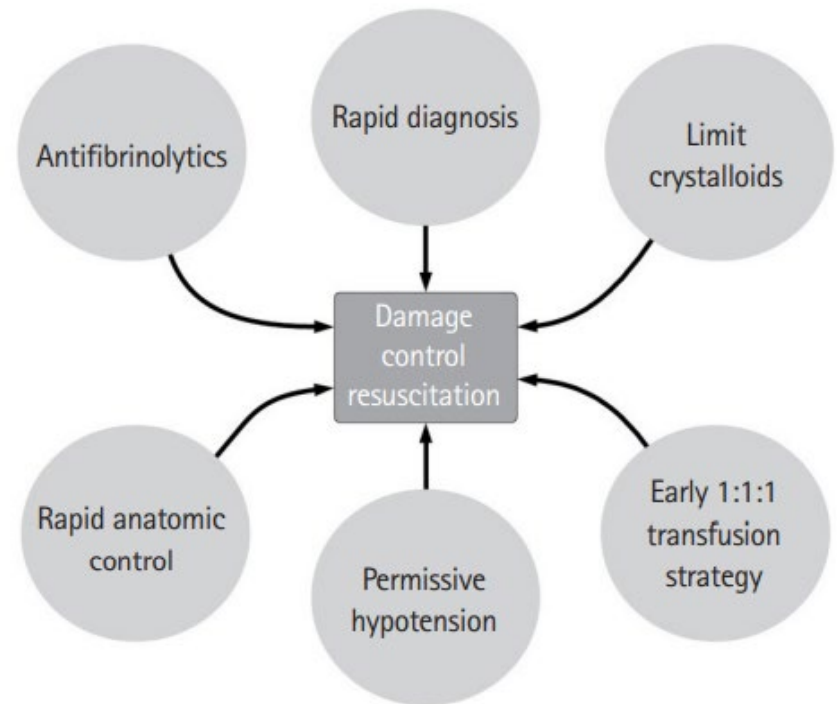 Antifibrinolytics
Rapid diagnosis
Limit
crystalloids
Damage
control
resuscitation
Rapid anatomic
control
Permissive
hypotension
Early 1:1:1
transfusion
strategy